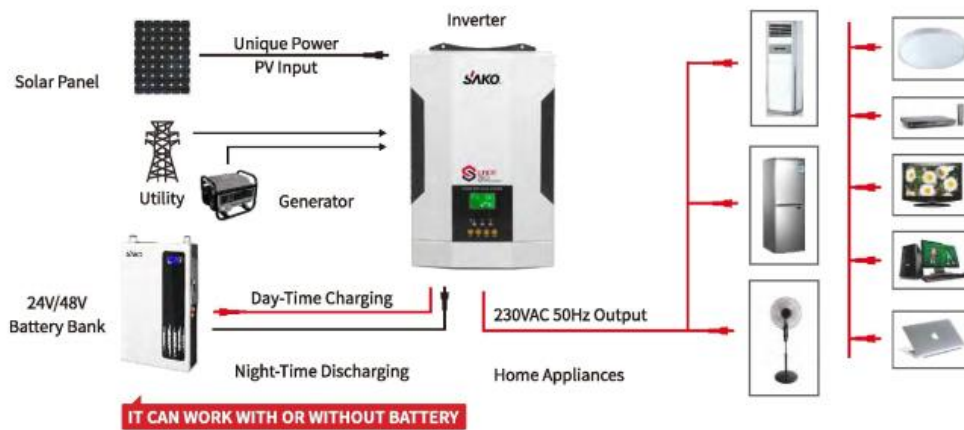 Inverter
Unique Power
PV Input
Solar Panel
SAKO
Utility
Generator
SAKO
24V/48V
Battery Bank
Day-Time Charging
230VAC 50Hz Output
Night-Time Discharging
Home Appliances
IT CAN WORK WITH OR WITHOUT BATTERY